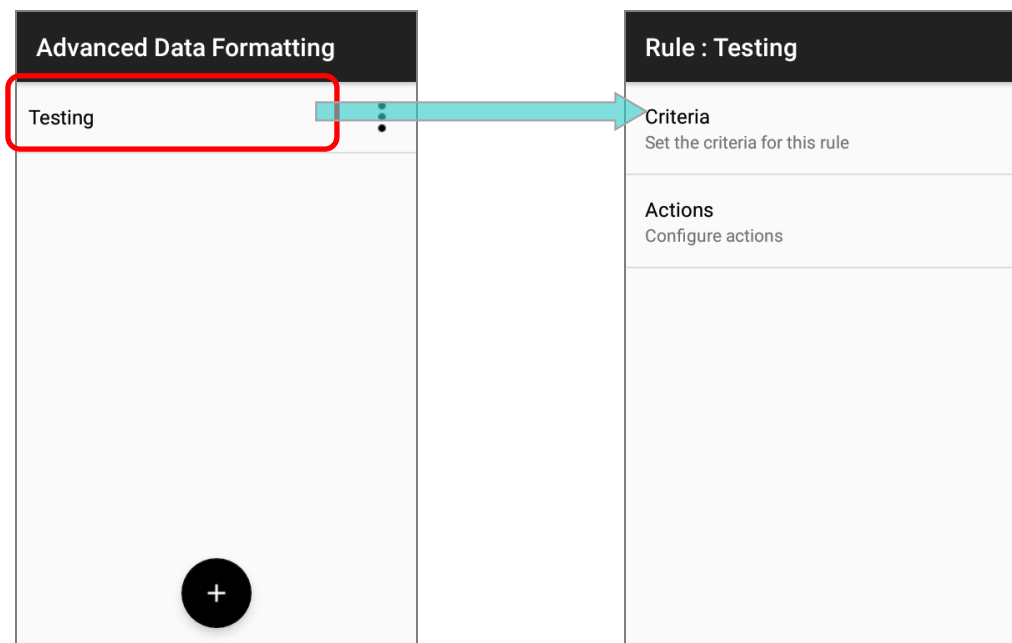 Advanced Data Formatting
Testing
+
Rule : Testing
Criteria
Set the criteria for this rule
Actions
Configure actions